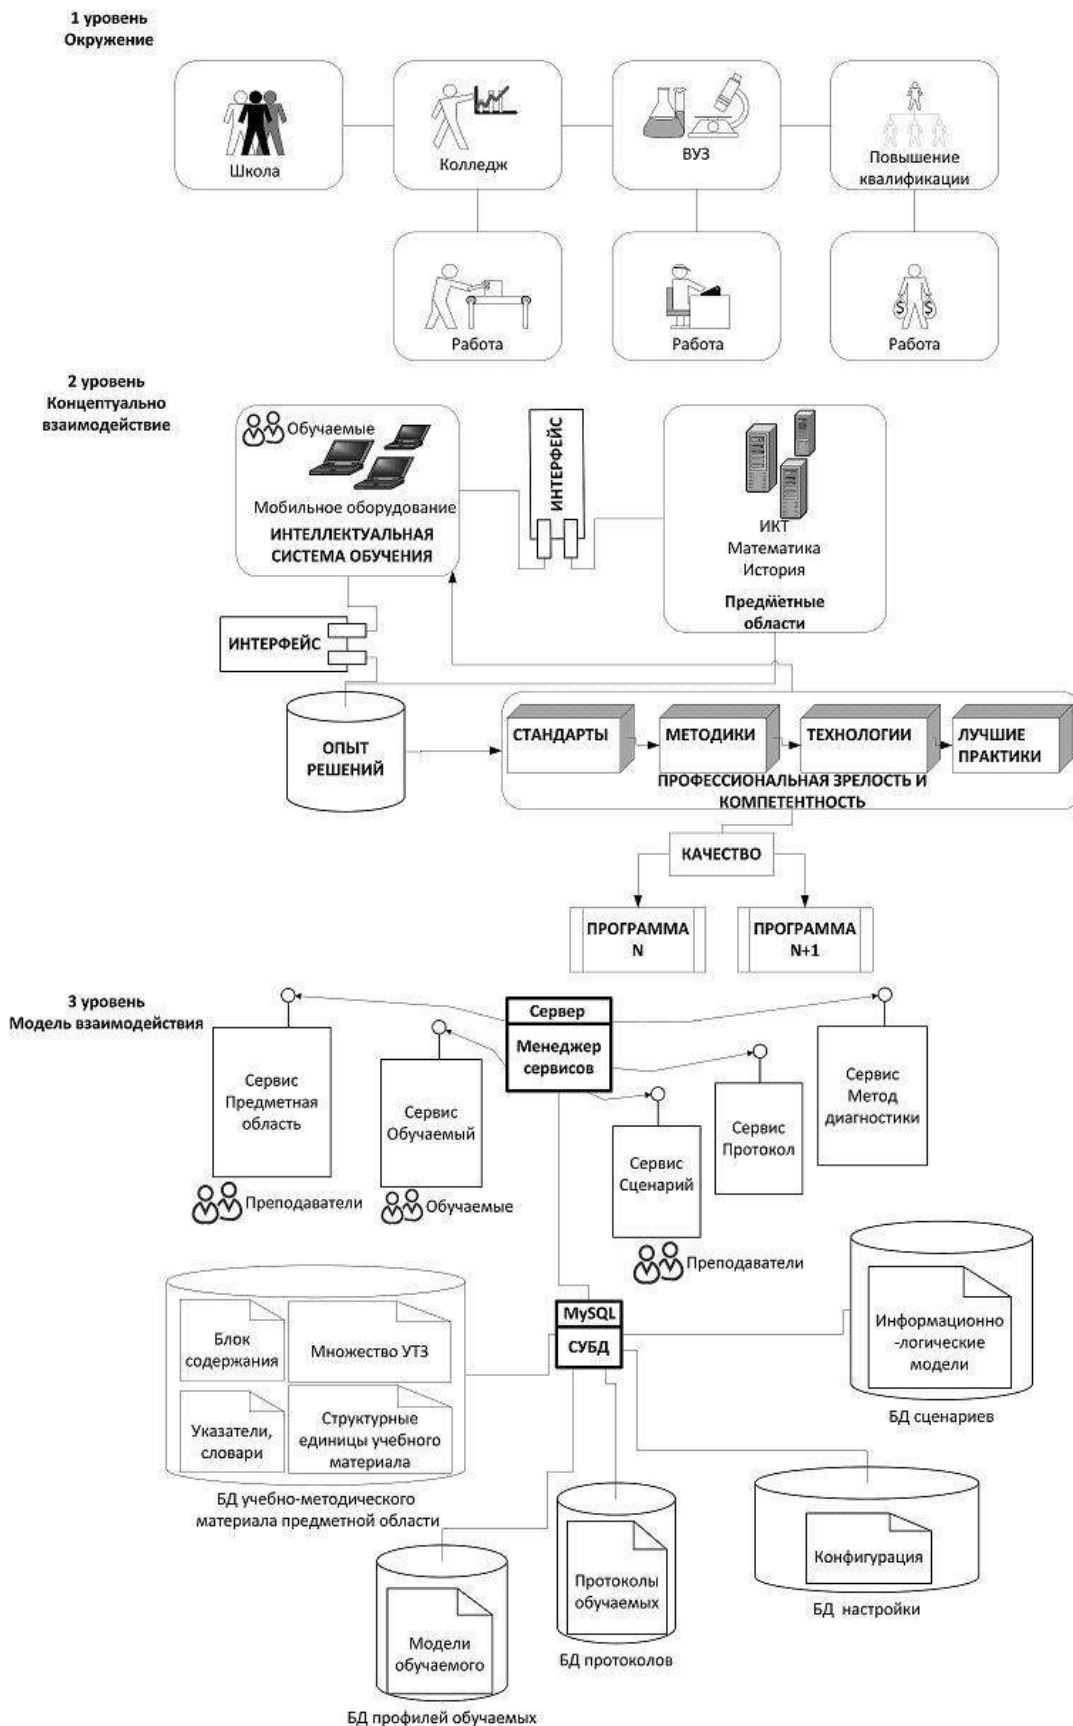 1 уровень
Окружение
Школа
Колледж
ВУЗ
Повышение
квалификации
Работа
Работа
$ $
Работа
2 уровень
Концептуально
взаимодействие
Обучаемые
Мобильное оборудование
ИНТЕЛЛЕКТУАЛЬНАЯ
СИСТЕМА ОБУЧЕНИЯ
ИНТЕРФЕЙС
ИКТ
Математика
История
Предметные
области
ИНТЕРФЕЙС
ОПЫТ
РЕШЕНИЙ
СТАНДАРТЫ
МЕТОДИКИ
ТЕХНОЛОГИИ
ЛУЧШИЕ
ПРАКТИКИ
ПРОФЕССИОНАЛЬНАЯ ЗРЕЛОСТЬ И
КОМПЕТЕНТНОСТЬ
КАЧЕСТВО
ПРОГРАММА
N
ПРОГРАММА
N+1
3 уровень
Модель взаимодействия
Сервер
Менеджер
сервисов
Сервис
Предметная
область
Преподаватели
Сервис
Обучаемый
Обучаемые
Сервис
Сценарий
Преподаватели
Сервис
Протокол
Сервис
Метод
диагностики
MySQL
СУБД
Блок
содержания
Множество УТЗ
Указатели,
словари
Структурные
единицы учебного
материала
БД учебно-методического
материала предметной области
Информационно
-логические
модели
БД сценариев
Модели
обучаемого
БД профилей обучаемых
Протоколы
обучаемых
БД протоколов
Конфигурация
БД настройки